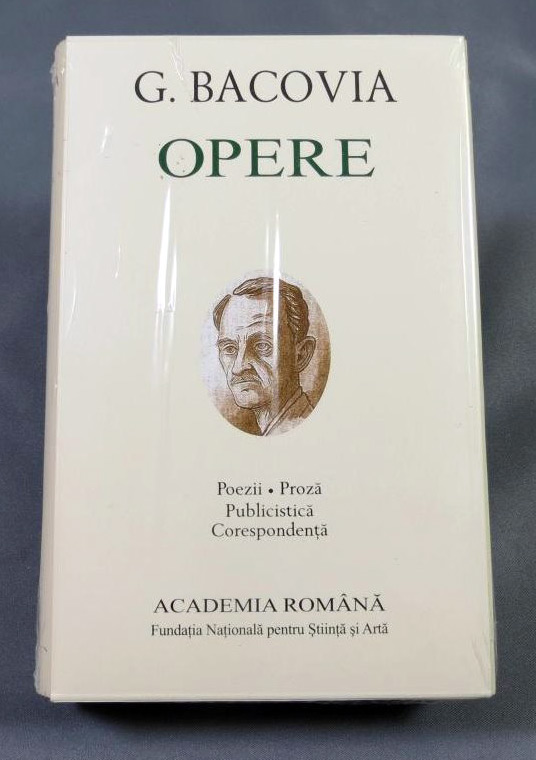 G. BACOVIA
OPERE
Poezii • Proză
Publicistică
Corespondență
ACADEMIA ROMÂNĂ
Fundația Națională pentru Știință și Artă